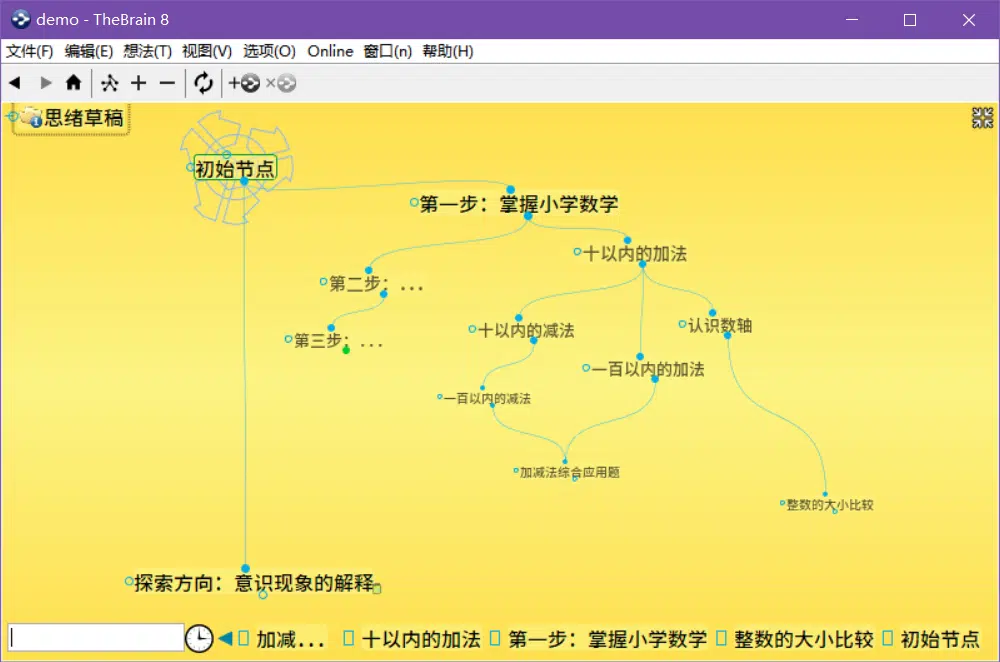 demo - TheBrain 8
文件(F) 编辑(E) 想法(T) 视图(V) 选项(O) Online 窗口(n) 帮助(H)
思绪草稿
初始节点
第一步：掌握小学数学
十以内的加法
第二步：...
十以内的减法
认识数轴
第三步：...
一百以内的加法
一百以内的减法
加减法综合应用题
整数的大小比较
探索方向：意识现象的解释
加减... 十以内的加法 第一步：掌握小学数学 整数的大小比较 初始节点